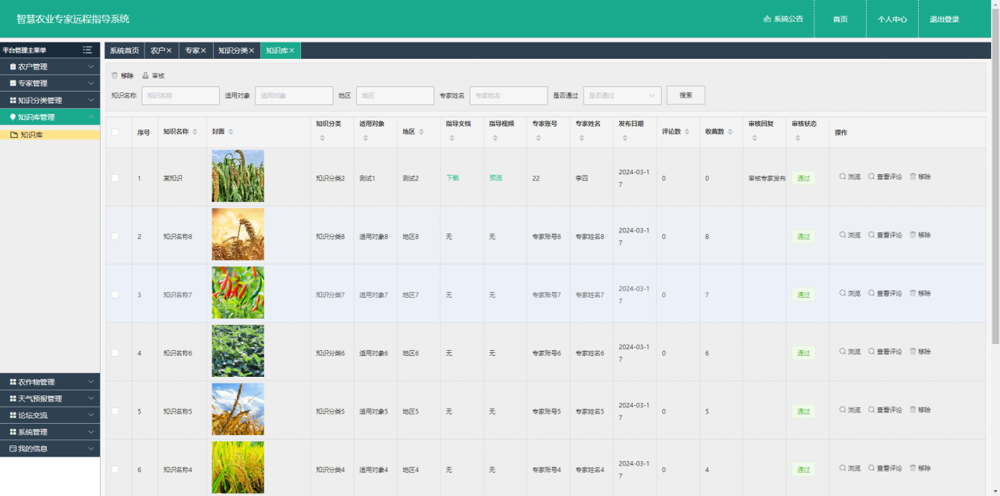 智慧农业专家远程指导系统
系统公告 首页 个人中心 退出登录
平台管理主菜单
农户管理
专家管理
知识分类管理
知识库管理
知识库
农作物管理
天气预报管理
论坛交流
系统管理
我的信息
系统首页 农户× 专家× 知识分类× 知识库×
移除 审核
知识名称 知识名称 适用对象 适用对象 地区 地区 专家姓名 专家姓名 是否通过 是否通过 搜索
序号 知识名称 封面 知识分类 适用对象 地区 指导文档 指导视频 专家账号 专家姓名 发布日期 评论数 收藏数 审核回复 审核状态 操作
1 某知识 知识分类2 测试1 测试2 下载 预览 22 李四 2024-03-17 0 0 审核专家发布 通过 浏览 查看评论 移除
2 知识名称8 知识分类8 适用对象8 地区8 无 无 专家账号8 专家姓名8 2024-03-17 0 8 通过 浏览 查看评论 移除
3 知识名称7 知识分类7 适用对象7 地区7 无 无 专家账号7 专家姓名7 2024-03-17 0 7 通过 浏览 查看评论 移除
4 知识名称6 知识分类6 适用对象6 地区6 无 无 专家账号6 专家姓名6 2024-03-17 0 6 通过 浏览 查看评论 移除
5 知识名称5 知识分类5 适用对象5 地区5 无 无 专家账号5 专家姓名5 2024-03-17 0 5 通过 浏览 查看评论 移除
6 知识名称4 知识分类4 适用对象4 地区4 无 无 专家账号4 专家姓名4 2024-03-17 0 4 通过 浏览 查看评论 移除